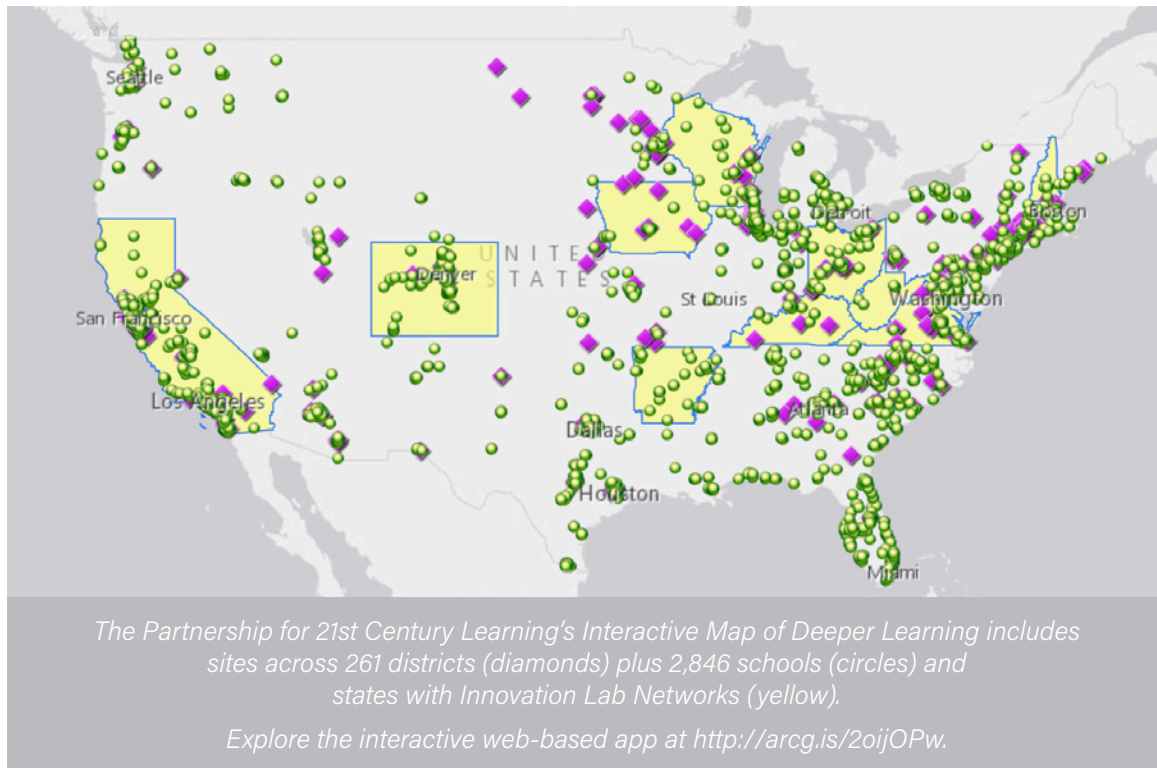 Seattle
UNITED
STATES
Detroit
Boston
Denver
St Louis
Washington
San Francisco
Los Angeles
Atlanta
Dallas
Houston
Miami
The Partnership for 21st Century Learning's Interactive Map of Deeper Learning includes
sites across 261 districts (diamonds) plus 2,846 schools (circles) and
states with Innovation Lab Networks (yellow).
Explore the interactive web-based app at http://arcg.is/2oijOPw.